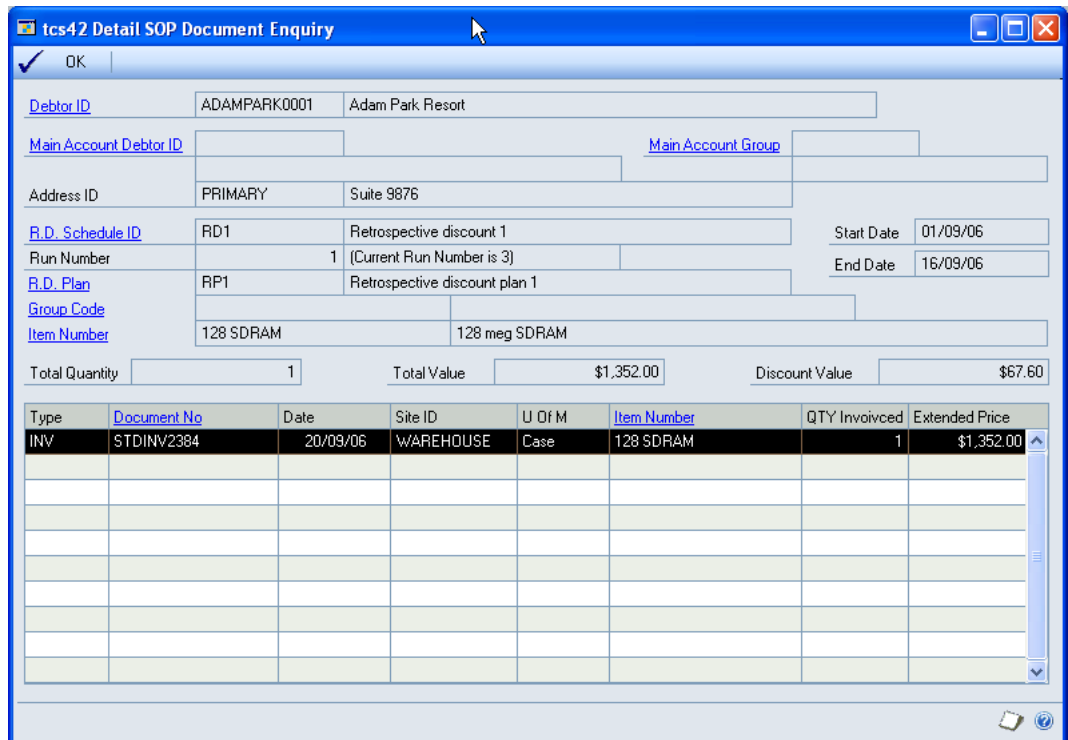 tcs42 Detail SOP Document Enquiry
OK
Debtor ID ADAMPARK0001 Adam Park Resort
Main Account Debtor ID Main Account Group
Address ID PRIMARY Suite 9876
R.D. Schedule ID RD1 Retrospective discount 1 Start Date 01/09/06
Run Number 1 (Current Run Number is 3) End Date 16/09/06
R.D. Plan RP1 Retrospective discount plan 1
Group Code
Item Number 128 SDRAM 128 meg SDRAM
Total Quantity 1 Total Value $1,352.00 Discount Value $67.60
Type Document No Date Site ID U Of M Item Number QTY Invoivced Extended Price
INV STDINV2384 20/09/06 WAREHOUSE Case 128 SDRAM 1 $1,352.00